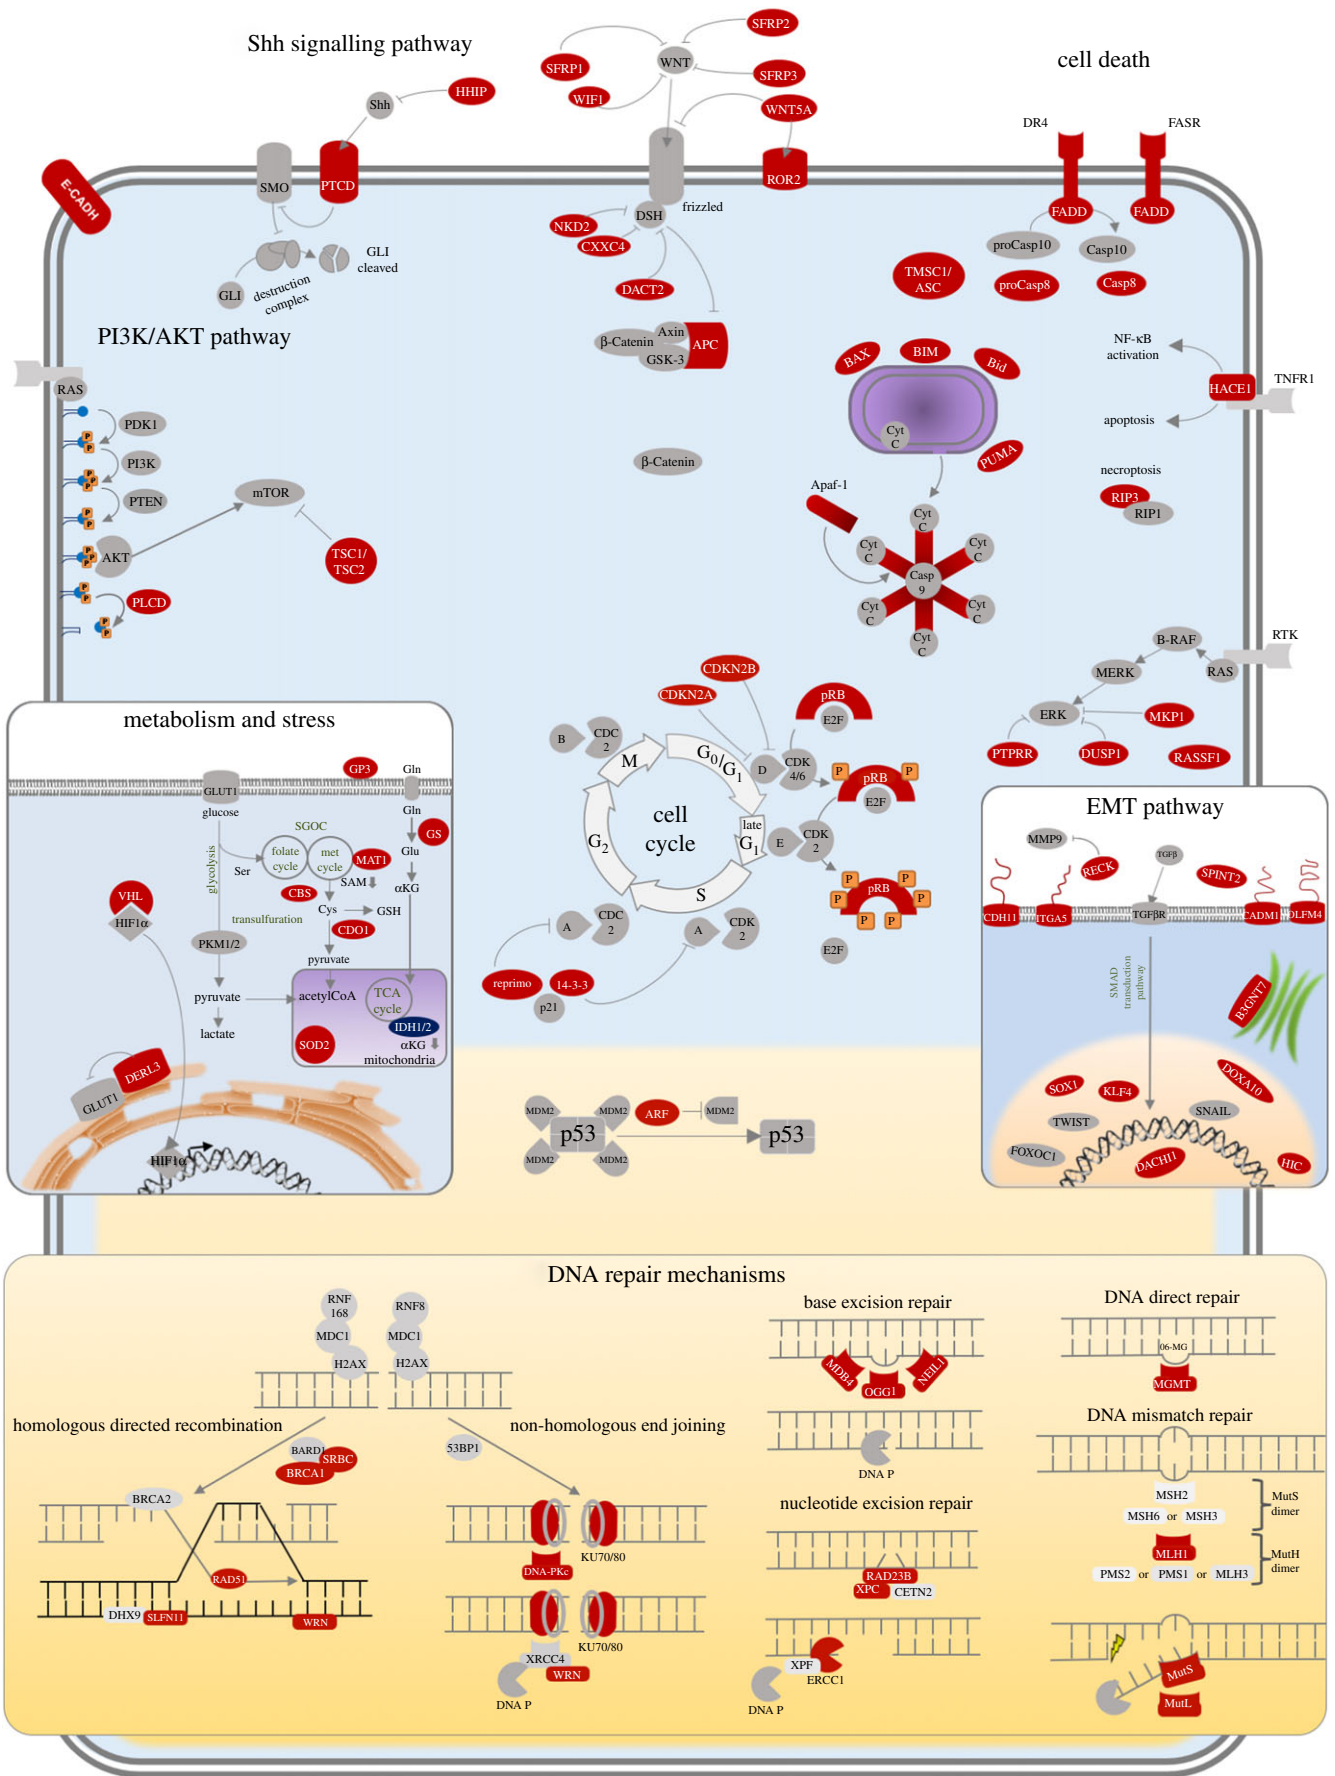 Shh signalling pathway
Shh
HHIP
SMO
PTCD
GLI
destruction
complex
GLI
cleaved
E-CADH
SFRP2
SFRP1
WNT
SFRP3
WIF1
WNT5A
ROR2
DSH
frizzled
NKD2
CXXC4
DACT2
β-Catenin
Axin
GSK-3
APC
β-Catenin
cell death
DR4
FASR
FADD
FADD
proCasp10
Casp10
proCasp8
Casp8
TMSC1/
ASC
BAX
BIM
Bid
Cyt
C
PUMA
Apaf-1
Cyt
C
Cyt
C
Cyt
C
Casp
9
Cyt
C
Cyt
C
Cyt
C
NF-κB
activation
HACE1
TNFR1
apoptosis
necroptosis
RIP3
RIP1
PI3K/AKT pathway
RAS
PDK1
P
P
PI3K
P
P
P
PTEN
P
P
AKT
P
P
P
PLCD
P
P
P
P
mTOR
TSC1/
TSC2
RTK
B-RAF
RAS
MERK
ERK
MKP1
PTPRR
DUSP1
RASSF1
CDKN2B
CDKN2A
pRB
E2F
B
CDC
2
M
G0/G1
D
CDK
4/6
P
P
pRB
E2F
cell
cycle
G2
late
G1
E
CDK
2
S
P
P
P
P
P
P
pRB
A
CDC
2
A
CDK
2
E2F
reprimo
14-3-3
p21
metabolism and stress
GP3
Gln
GLUT1
glucose
Gln
GS
SGOC
folate
cycle
met
cycle
MAT1
Glu
glycolysis
Ser
SAM
αKG
CBS
VHL
HIF1α
transulfuration
Cys
GSH
CDO1
PKM1/2
pyruvate
pyruvate
acetylCoA
TCA
cycle
IDH1/2
lactate
SOD2
αKG
mitochondria
DERL3
GLUT1
HIF1α
MDM2
MDM2
MDM2
MDM2
p53
ARF
MDM2
p53
EMT pathway
MMP9
RECK
TGFβ
SPINT2
CDH11
ITGA5
TGFβR
CADM1
OLFM4
SMAD
transduction
pathway
B3GNT7
SOX1
KLF4
DOXA10
TWIST
SNAIL
FOXOC1
DACHI1
HIC
DNA repair mechanisms
RNF
168
MDC1
H2AX
RNF8
MDC1
H2AX
homologous directed recombination
BARD1
SRBC
BRCA1
BRCA2
RAD51
DHX9
SLFN11
WRN
non-homologous end joining
53BP1
KU70/80
DNA-PKc
KU70/80
XRCC4
WRN
DNA P
base excision repair
MDB4
OGG1
NEIL1
DNA P
nucleotide excision repair
RAD23B
XPC
CETN2
XPF
ERCC1
DNA P
DNA direct repair
06-MG
MGMT
DNA mismatch repair
MSH2
MSH6 or MSH3
MutS
dimer
MLH1
PMS2 or PMS1 or MLH3
MutH
dimer
MutS
MutL